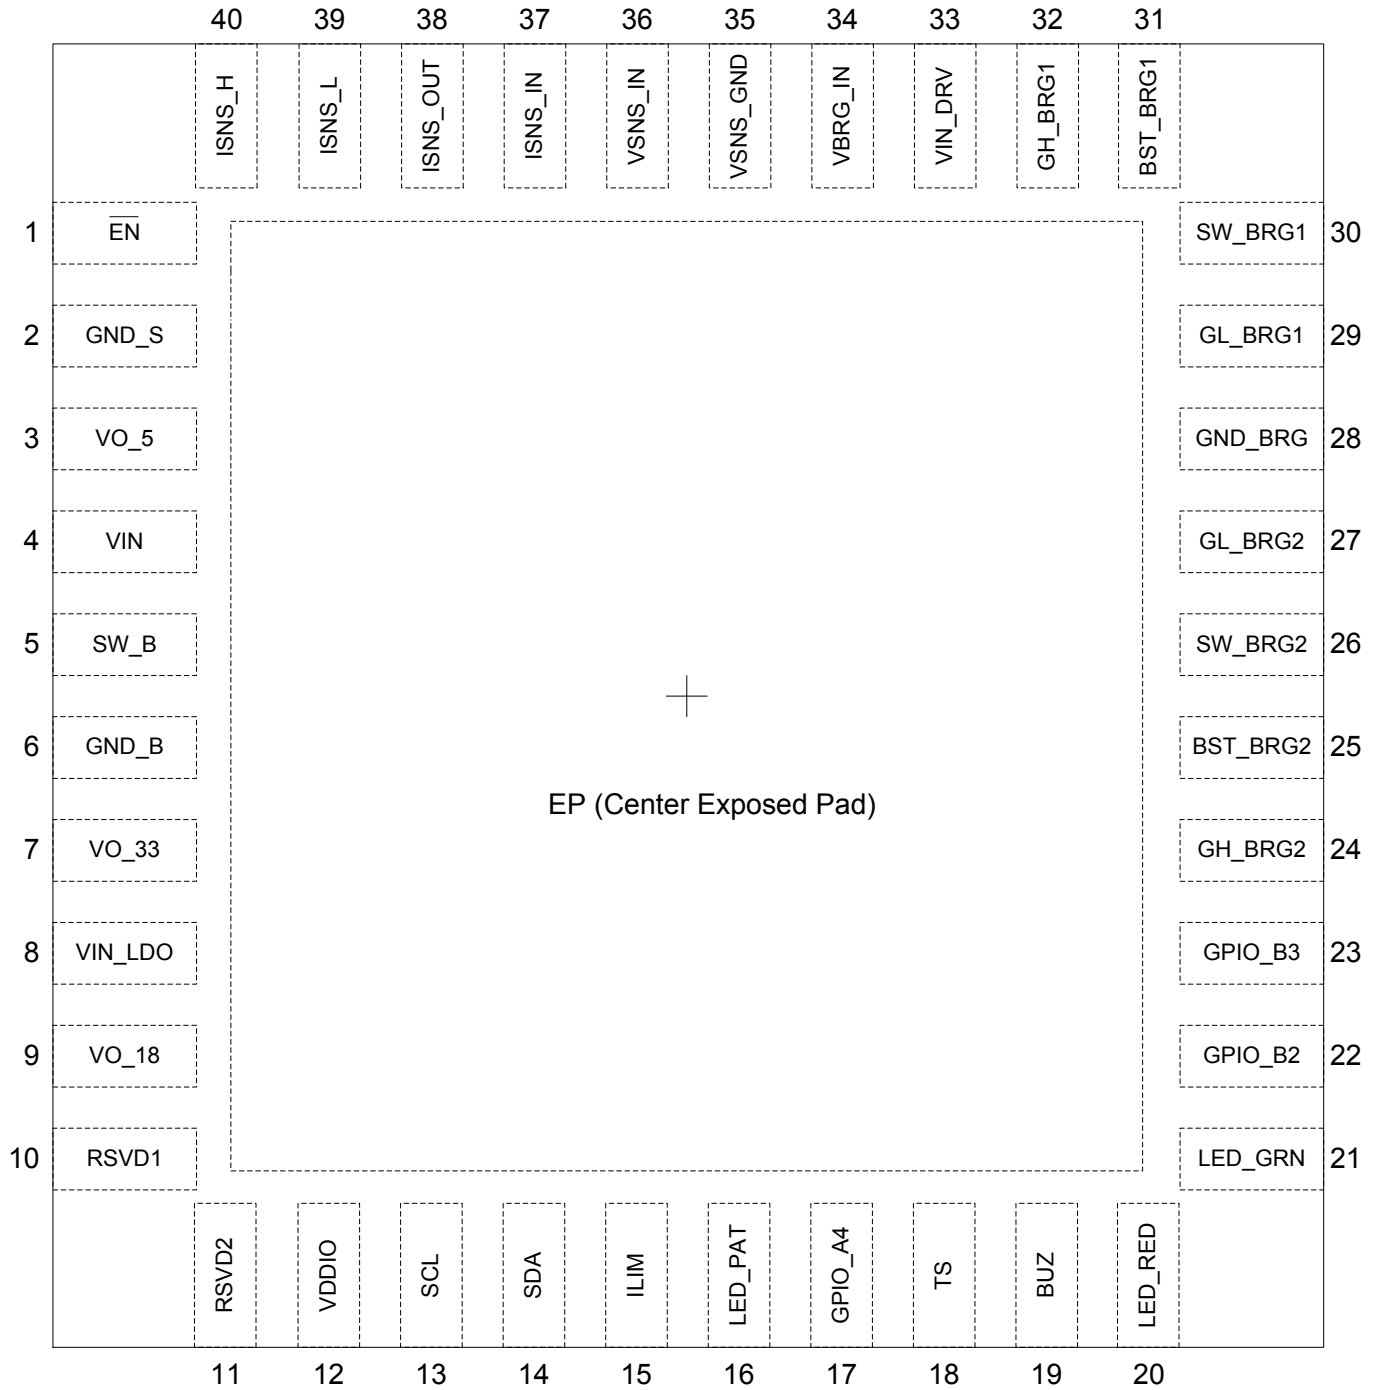 40 39 38 37 36 35 34 33 32 31
ISNS_H
ISNS_L
ISNS_OUT
ISNS_IN
VSNS_IN
VSNS_GND
VBRG_IN
VIN_DRV
GH_BRG1
BST_BRG1
1 EN SW_BRG1 30
2 GND_S GL_BRG1 29
3 VO_5 GND_BRG 28
4 VIN GL_BRG2 27
5 SW_B SW_BRG2 26
6 GND_B BST_BRG2 25
EP (Center Exposed Pad)
7 VO_33 GH_BRG2 24
8 VIN_LDO GPIO_B3 23
9 VO_18 GPIO_B2 22
10 RSVD1 LED_GRN 21
RSVD2
VDDIO
SCL
SDA
ILIM
LED_PAT
GPIO_A4
TS
BUZ
LED_RED
11 12 13 14 15 16 17 18 19 20